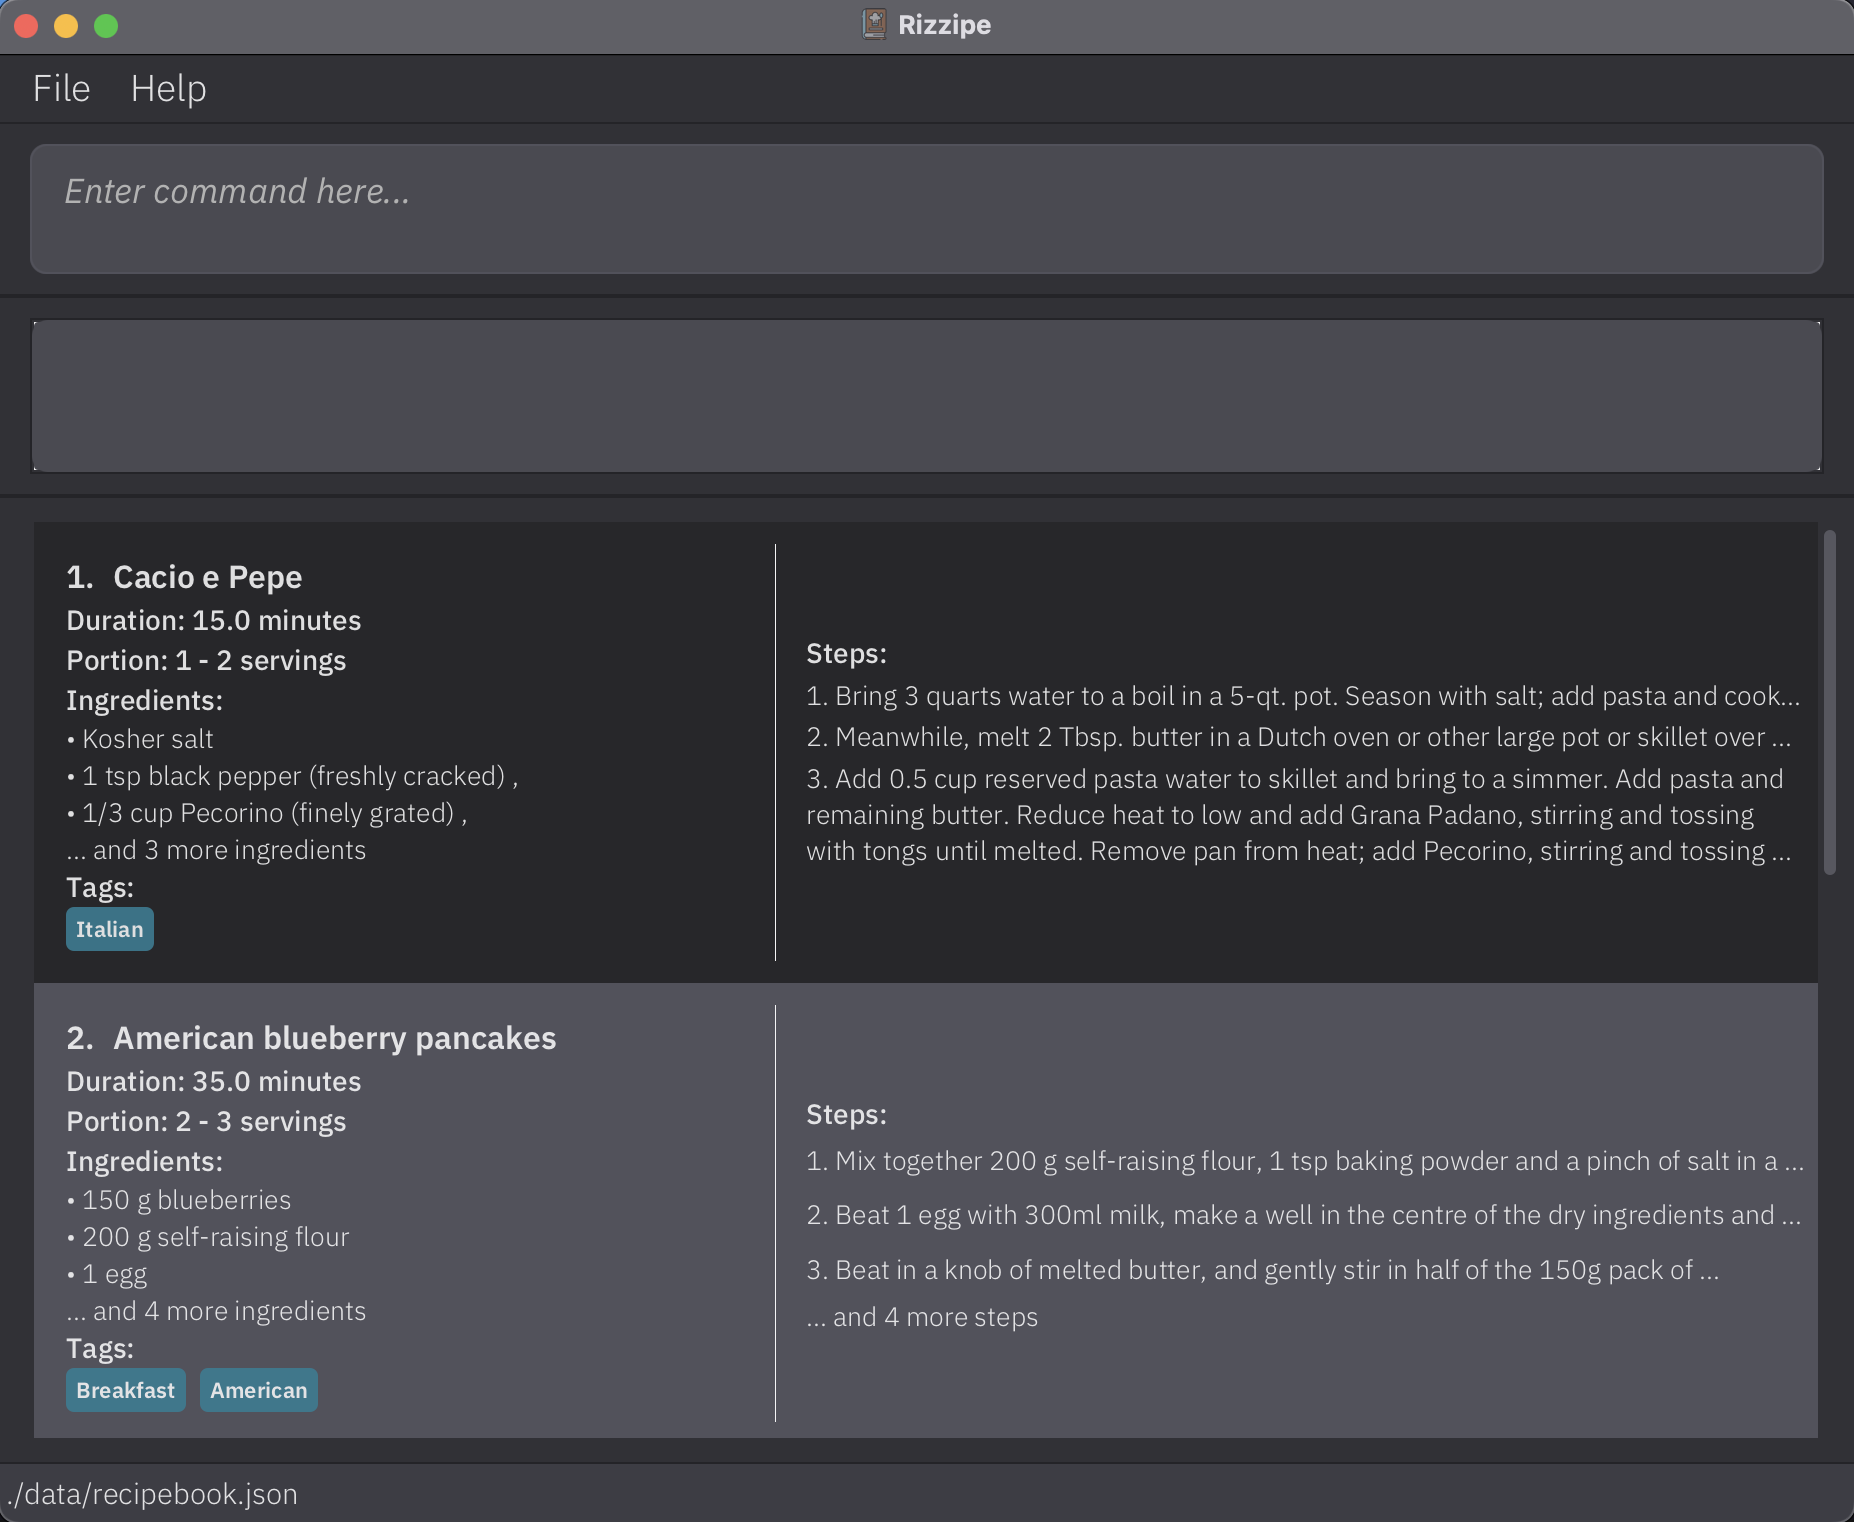 Rizzipe
File Help
Enter command here...
1. Cacio e Pepe
Duration: 15.0 minutes
Portion: 1 - 2 servings
Ingredients:
• Kosher salt
• 1 tsp black pepper (freshly cracked) ,
• 1/3 cup Pecorino (finely grated) ,
... and 3 more ingredients
Tags:
Italian
Steps:
1. Bring 3 quarts water to a boil in a 5-qt. pot. Season with salt; add pasta and cook...
2. Meanwhile, melt 2 Tbsp. butter in a Dutch oven or other large pot or skillet over ...
3. Add 0.5 cup reserved pasta water to skillet and bring to a simmer. Add pasta and
remaining butter. Reduce heat to low and add Grana Padano, stirring and tossing
with tongs until melted. Remove pan from heat; add Pecorino, stirring and tossing ...
2. American blueberry pancakes
Duration: 35.0 minutes
Portion: 2 - 3 servings
Ingredients:
• 150 g blueberries
• 200 g self-raising flour
• 1 egg
... and 4 more ingredients
Tags:
Breakfast American
Steps:
1. Mix together 200 g self-raising flour, 1 tsp baking powder and a pinch of salt in a ...
2. Beat 1 egg with 300ml milk, make a well in the centre of the dry ingredients and ...
3. Beat in a knob of melted butter, and gently stir in half of the 150g pack of ...
... and 4 more steps
./data/recipebook.json